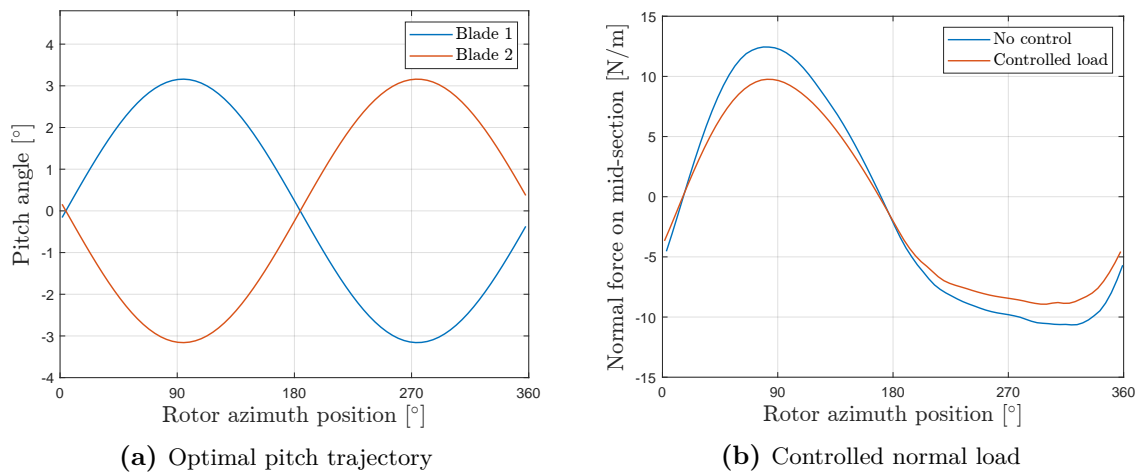 Pitch angle [°]
4
3
2
1
0
-1
-2
-3
-4
Blade 1
Blade 2
0 90 180 270 360
Rotor azimuth position [°]
(a) Optimal pitch trajectory
Normal force on mid-section [N/m]
15
10
5
0
-5
-10
-15
No control
Controlled load
0 90 180 270 360
Rotor azimuth position [°]
(b) Controlled normal load